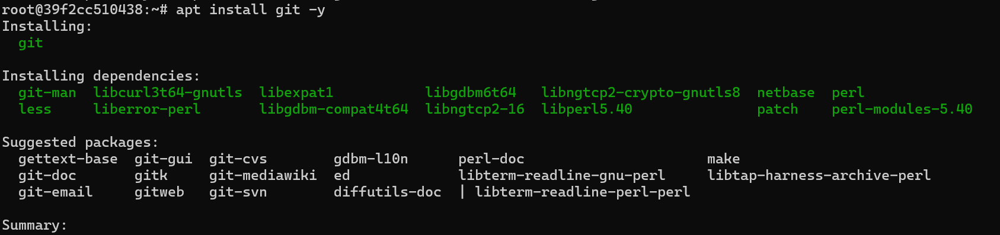 root@39f2cc510438:~# apt install git -y
Installing:
  git

Installing dependencies:
  git-man  libcurl3t64-gnutls  libexpat1           libgdbm6t64   libngtcp2-crypto-gnutls8  netbase  perl
  less     liberror-perl       libgdbm-compat4t64  libngtcp2-16  libperl5.40               patch    perl-modules-5.40

Suggested packages:
  gettext-base  git-gui  git-cvs        gdbm-l10n      perl-doc                      make
  git-doc       gitk     git-mediawiki  ed             libterm-readline-gnu-perl     libtap-harness-archive-perl
  git-email     gitweb   git-svn        diffutils-doc  | libterm-readline-perl-perl

Summary: